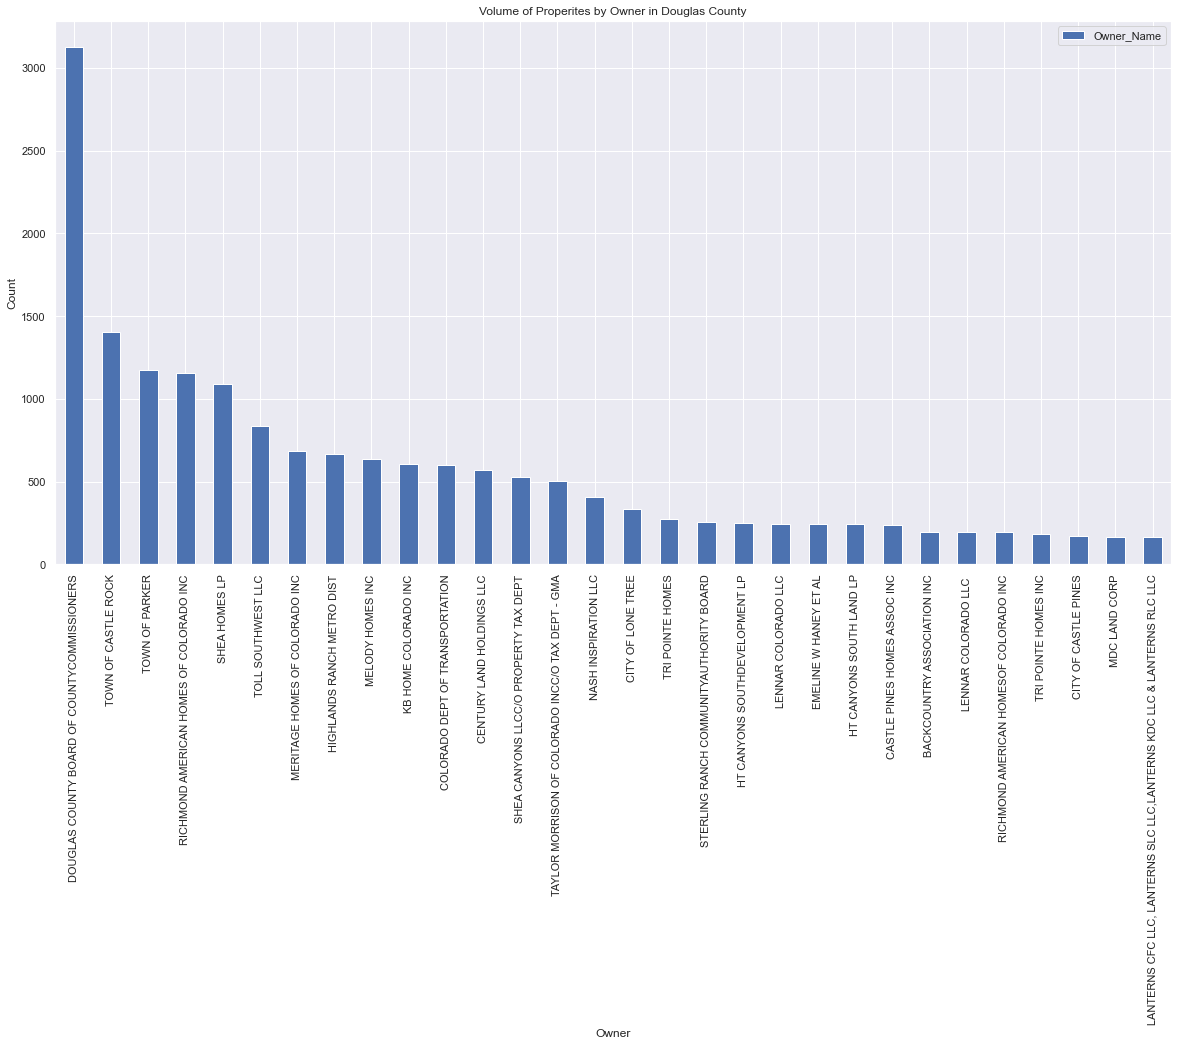 Volume of Properites by Owner in Douglas County
Owner_Name
3000
2500
2000
1500
1000
500
0
Count
DOUGLAS COUNTY BOARD OF COUNTYCOMMISSIONERS
TOWN OF CASTLE ROCK
TOWN OF PARKER
RICHMOND AMERICAN HOMES OF COLORADO INC
SHEA HOMES LP
TOLL SOUTHWEST LLC
MERITAGE HOMES OF COLORADO INC
HIGHLANDS RANCH METRO DIST
MELODY HOMES INC
KB HOME COLORADO INC
COLORADO DEPT OF TRANSPORTATION
CENTURY LAND HOLDINGS LLC
SHEA CANYONS LLCC/O PROPERTY TAX DEPT
TAYLOR MORRISON OF COLORADO INCC/O TAX DEPT - GMA
NASH INSPIRATION LLC
CITY OF LONE TREE
TRI POINTE HOMES
STERLING RANCH COMMUNITYAUTHORITY BOARD
HT CANYONS SOUTHDEVELOPMENT LP
LENNAR COLORADO LLC
EMELINE W HANEY ET AL
HT CANYONS SOUTH LAND LP
CASTLE PINES HOMES ASSOC INC
BACKCOUNTRY ASSOCIATION INC
LENNAR COLORADO LLC
RICHMOND AMERICAN HOMESOF COLORADO INC
TRI POINTE HOMES INC
CITY OF CASTLE PINES
MDC LAND CORP
LANTERNS CFC LLC, LANTERNS SLC LLC,LANTERNS KDC LLC & LANTERNS RLC LLC
Owner